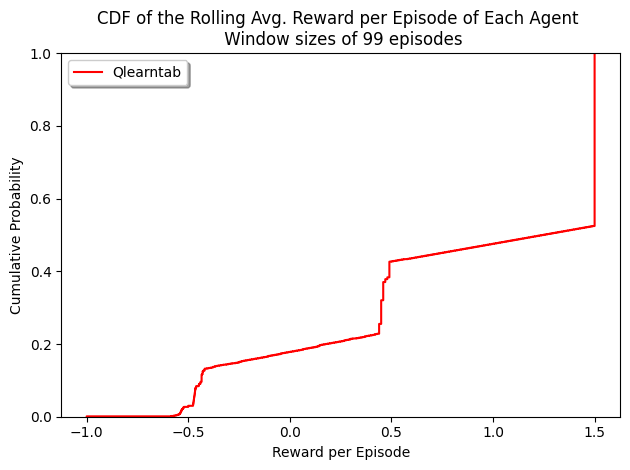 CDF of the Rolling Avg. Reward per Episode of Each Agent
Window sizes of 99 episodes
Qlearntab
Cumulative Probability
1.0
0.8
0.6
0.4
0.2
0.0
−1.0 −0.5 0.0 0.5 1.0 1.5
Reward per Episode